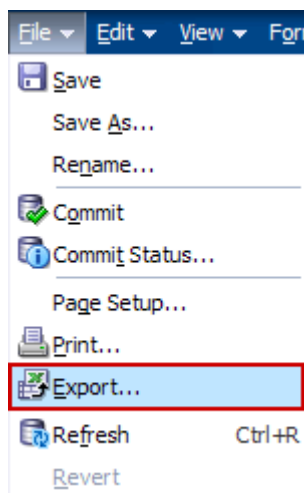 File Edit View For
Save
Save As...
Rename...
Commit
Commit Status...
Page Setup...
Print...
Export...
Refresh Ctrl+R
Revert